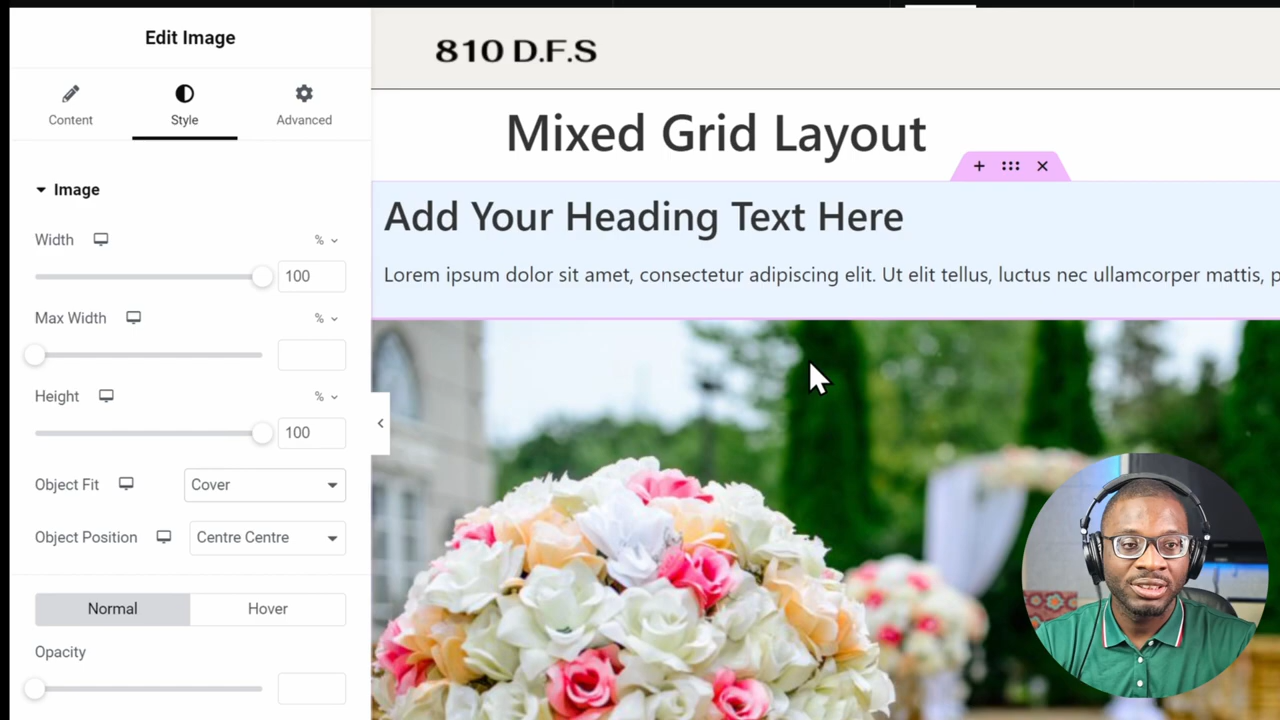 Edit Image
Content
Style
Advanced
Image
Width
%
100
Max Width
%
Height
%
100
Object Fit
Cover
Object Position
Centre Centre
Normal
Hover
Opacity
810 D.F.S
Mixed Grid Layout
Add Your Heading Text Here
Lorem ipsum dolor sit amet, consectetur adipiscing elit. Ut elit tellus, luctus nec ullamcorper mattis, p